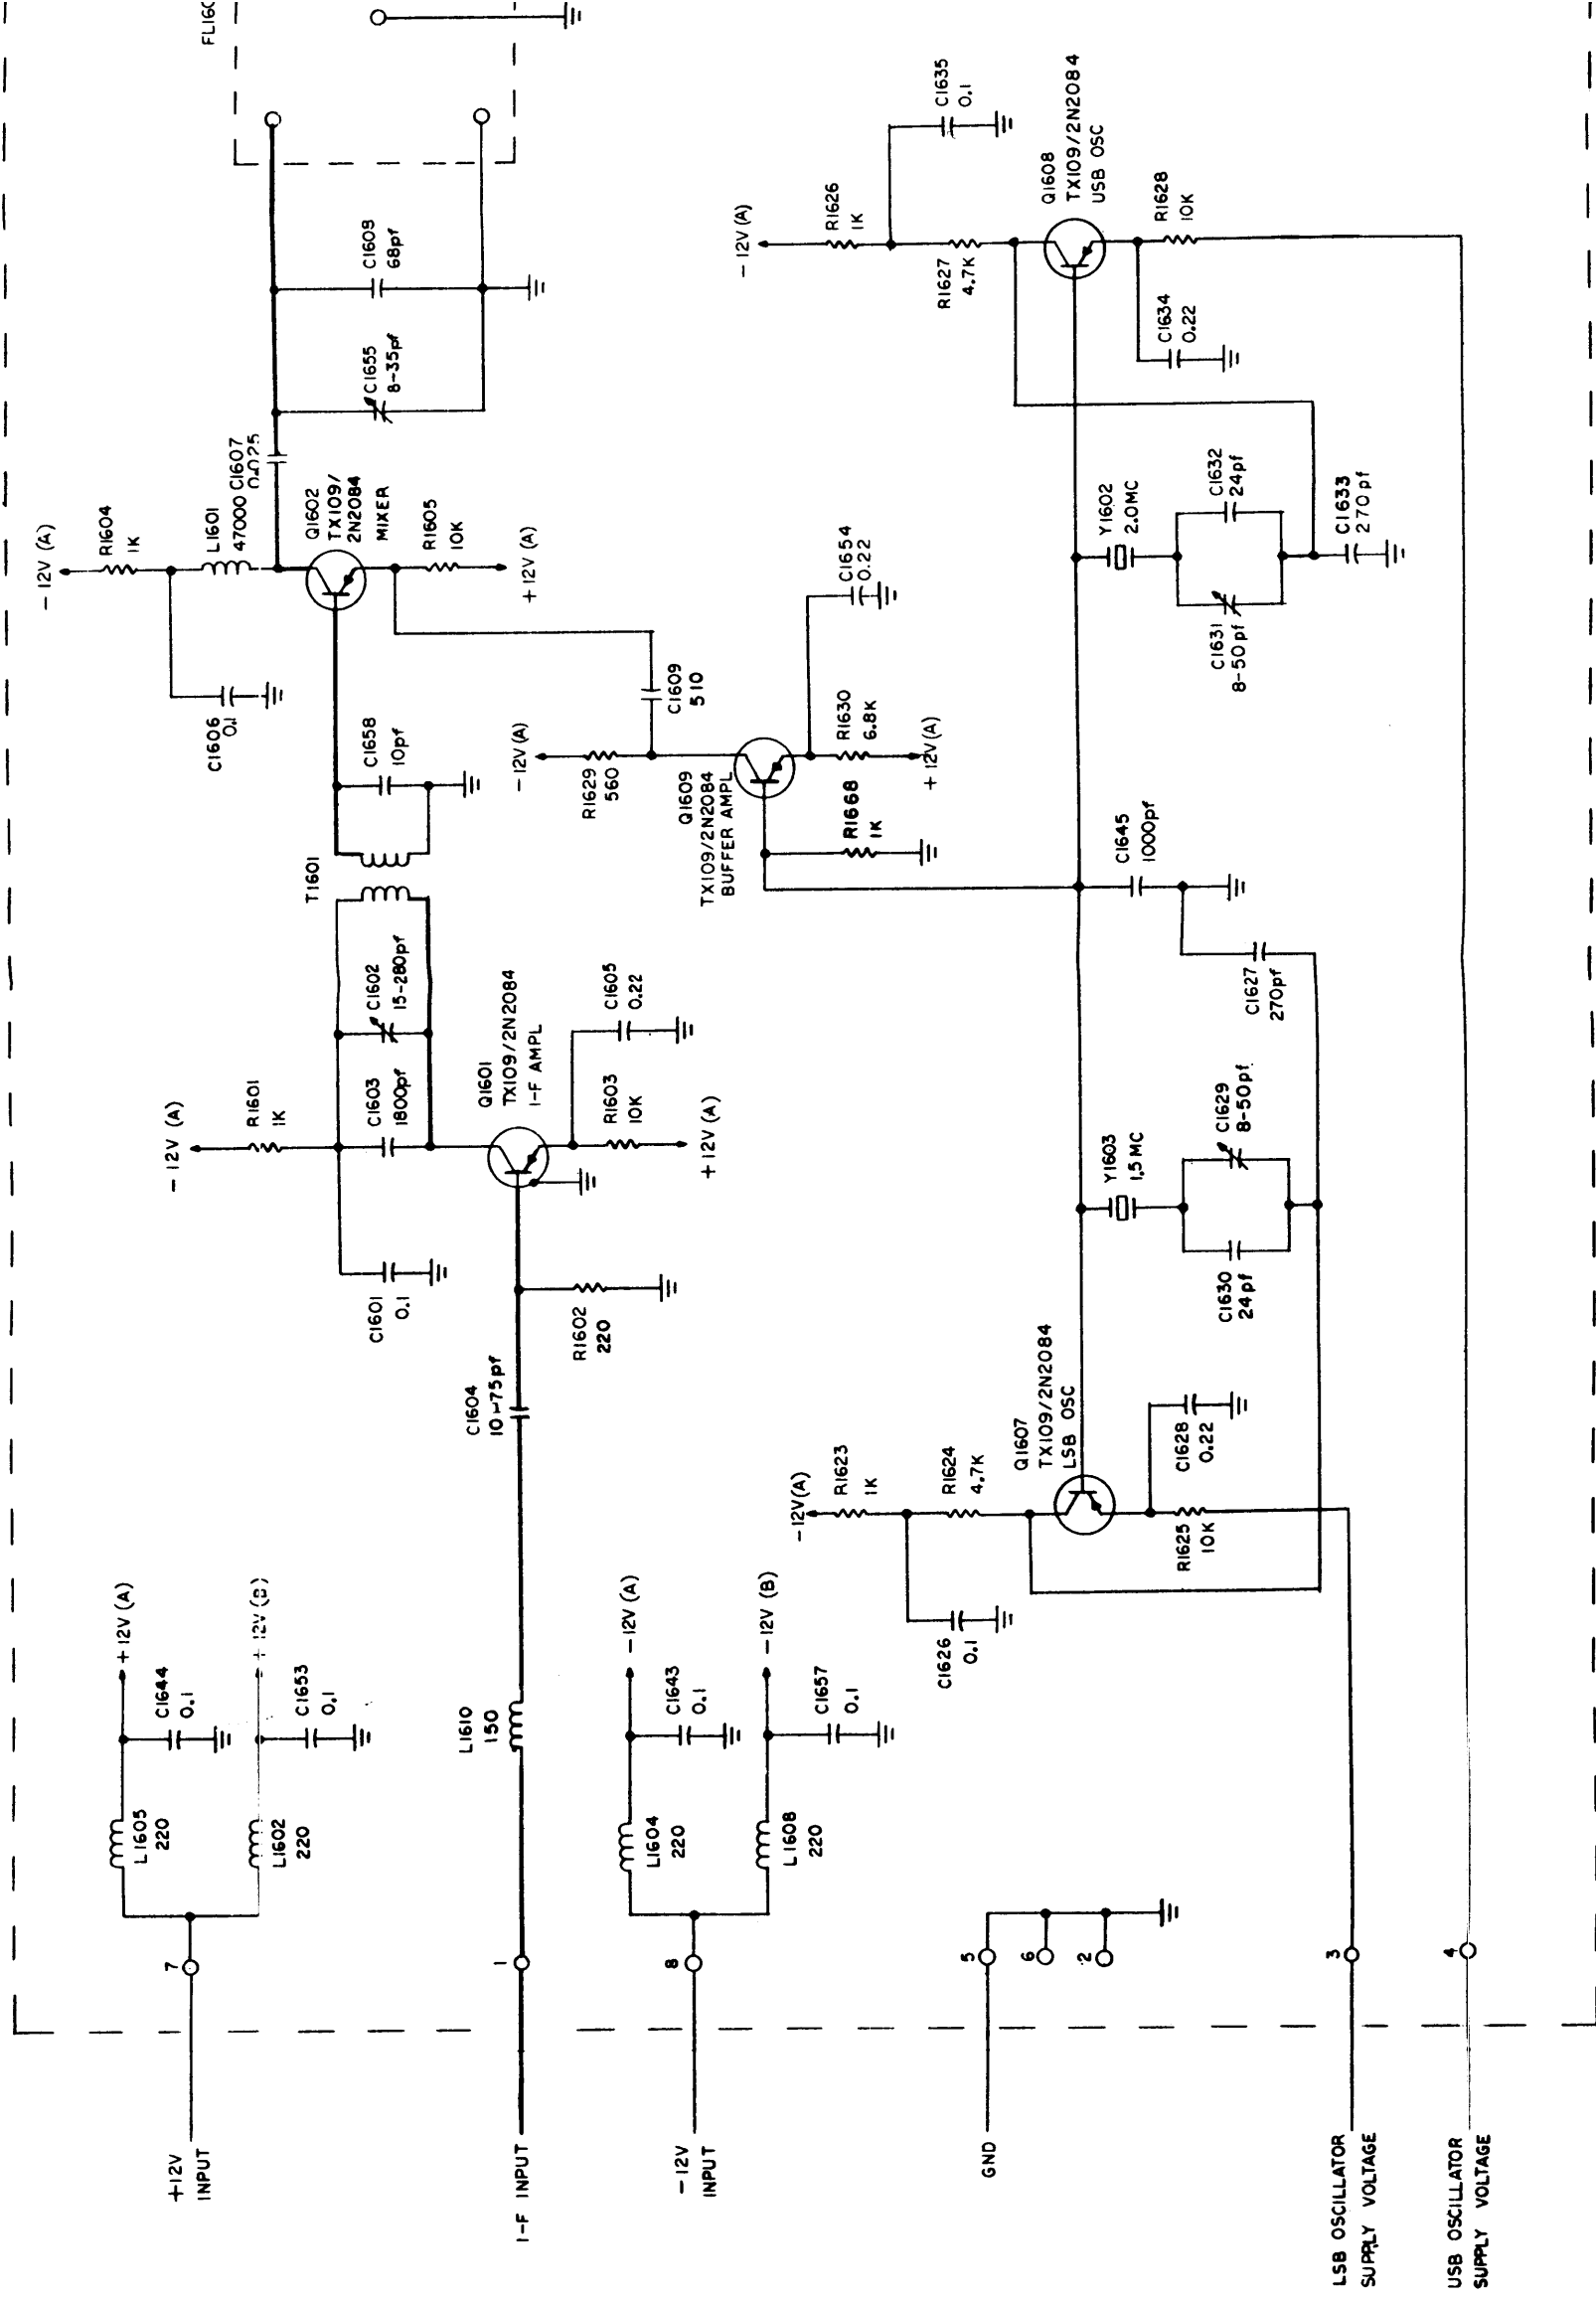 +12V
INPUT
7
L1605
220
+12V (A)
C1644
0.1
L1602
220
C1653
0.1
1-F INPUT
1
L1610
150
C1604
10-75pf
R1602
220
C1601
0.1
-12V (A)
R1601
1K
C1603
1800pf
C1602
15-280pf
Q1601
TX109/2N2084
1-F AMPL
C1605
0.22
R1603
10K
+12V (A)
T1601
C1658
10pf
C1606
0.1
-12V (A)
R1604
1K
L1601
47000
C1607
Q1602
TX109/
2N2084
MIXER
R1605
10K
+12V (A)
C1655
8-35pf
C1609
68pf
-12V
INPUT
8
L1604
220
-12V (A)
C1643
0.1
L1608
220
-12V (B)
C1657
0.1
-12V (A)
R1629
560
C1609
510
Q1609
TX109/2N2084
BUFFER AMPL
R1668
1K
C1654
0.22
R1630
6.8K
+12V (A)
GND
5
6
2
-12V (A)
R1623
1K
R1624
4.7K
C1626
0.1
Q1607
TX109/2N2084
LSB OSC
R1625
10K
C1628
0.22
Y1603
1.5 MC
C1629
8-50pf
C1630
24pf
C1627
270pf
C1645
1000pf
Y1602
2.0MC
C1632
24pf
C1631
8-50pf
C1633
270pf
-12V (A)
R1626
1K
C1635
0.1
R1627
4.7K
Q1608
TX109/2N2084
USB OSC
R1628
10K
C1634
0.22
LSB OSCILLATOR
SUPPLY VOLTAGE
3
USB OSCILLATOR
SUPPLY VOLTAGE
4